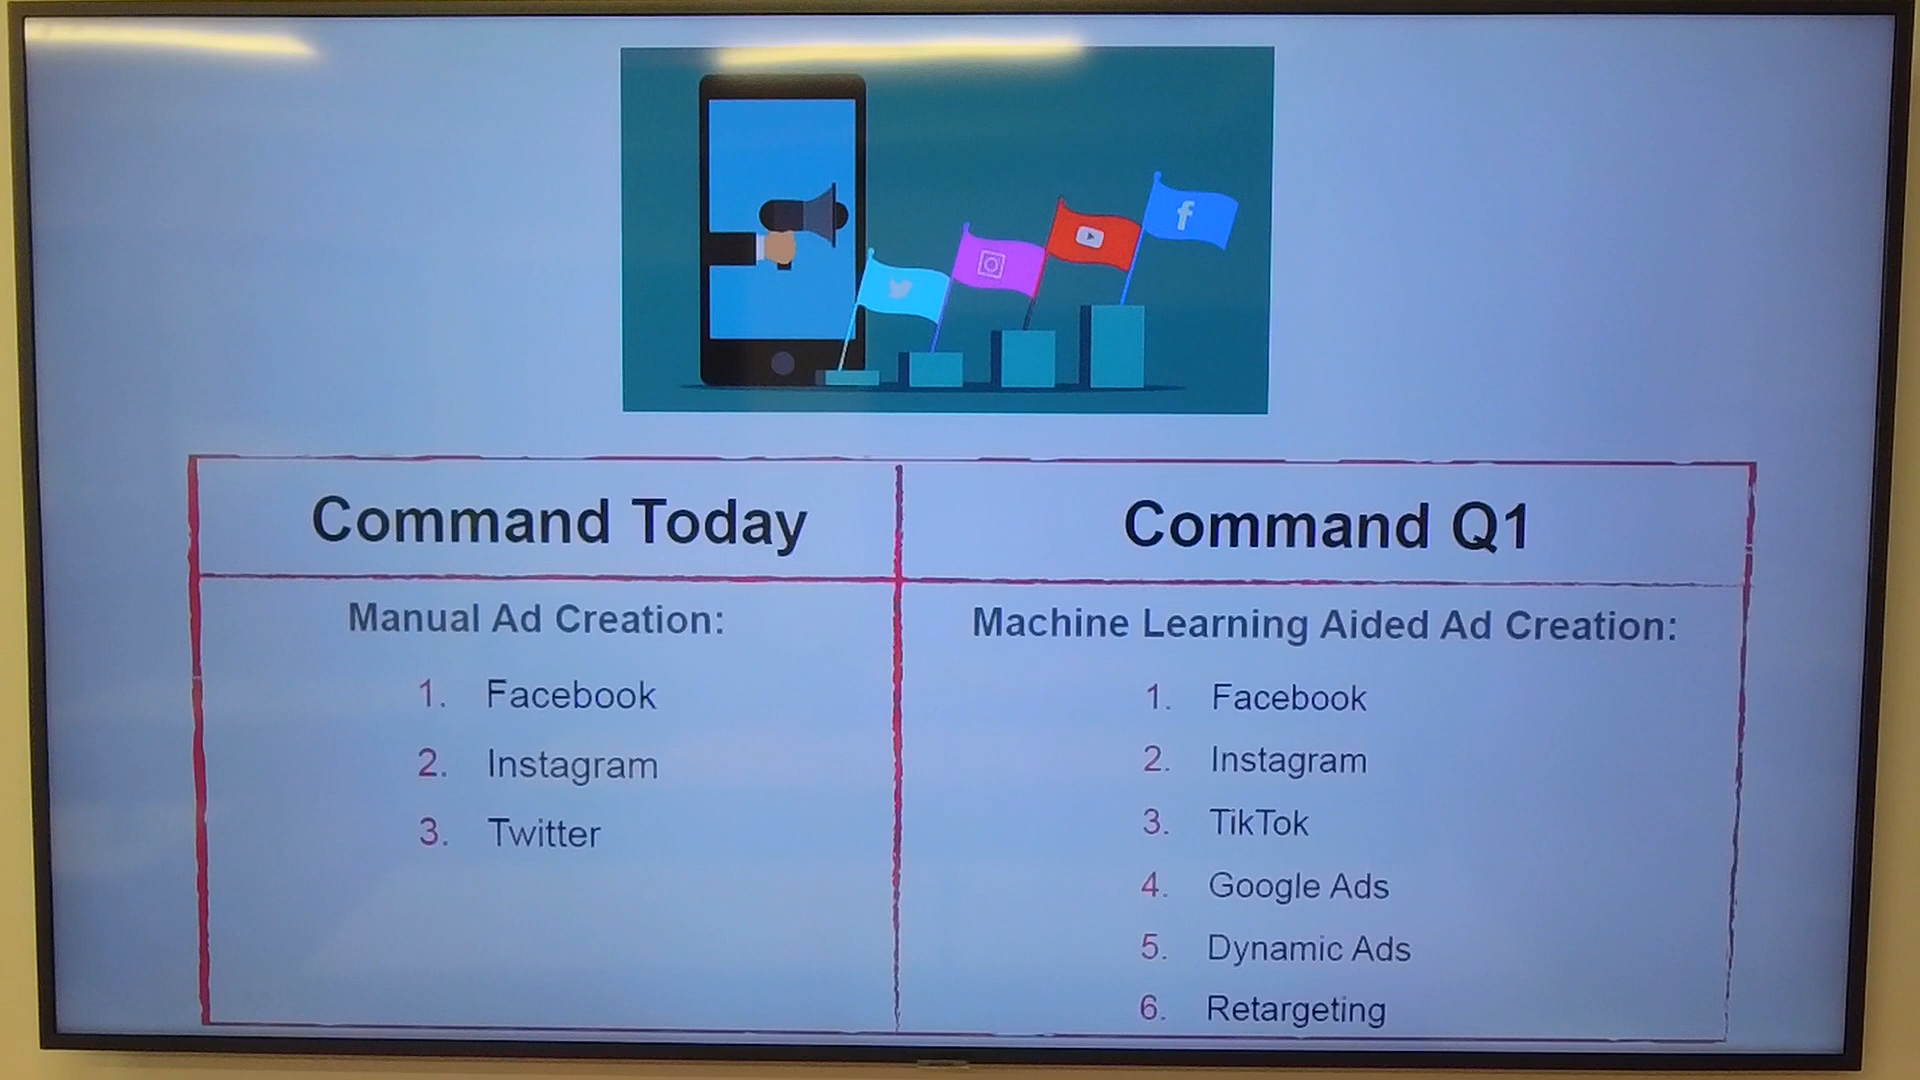 Command Today
Command Q1
Manual Ad Creation:
1. Facebook
2. Instagram
3. Twitter
Machine Learning Aided Ad Creation:
1. Facebook
2. Instagram
3. TikTok
4. Google Ads
5. Dynamic Ads
6. Retargeting